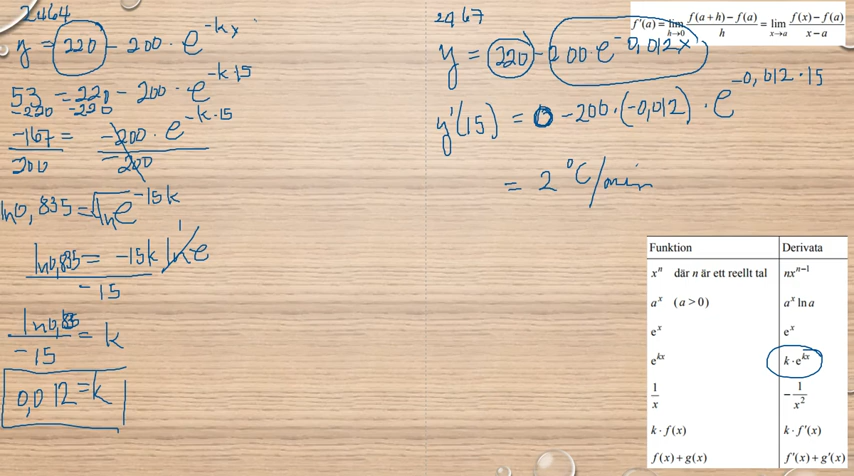 2464
y = 220 - 200 · e^-kx
53 = 220 - 200 · e^-k·15
-220 -220
-167 = -200 · e^-k·15
200 -200
ln 0,835 = ln e^-15k
ln 0,835 = -15k ln e 1
-15
ln 0,835 = k
-15
0,012 = k
2467
y = 220 - 200 · e^-0,012x
y'(15) = 0 - 200 · (-0,012) · e^-0,012·15
= 2 °C/min
f'(a) = lim h→0 f(a+h) − f(a) / h = lim x→a f(x) − f(a) / x − a
Funktion Derivata
x^n där n är ett reellt tal nx^n−1
a^x (a > 0) a^x ln a
e^x e^x
e^kx k · e^kx
1/x −1/x^2
k · f(x) k · f'(x)
f(x) + g(x) f'(x) + g'(x)